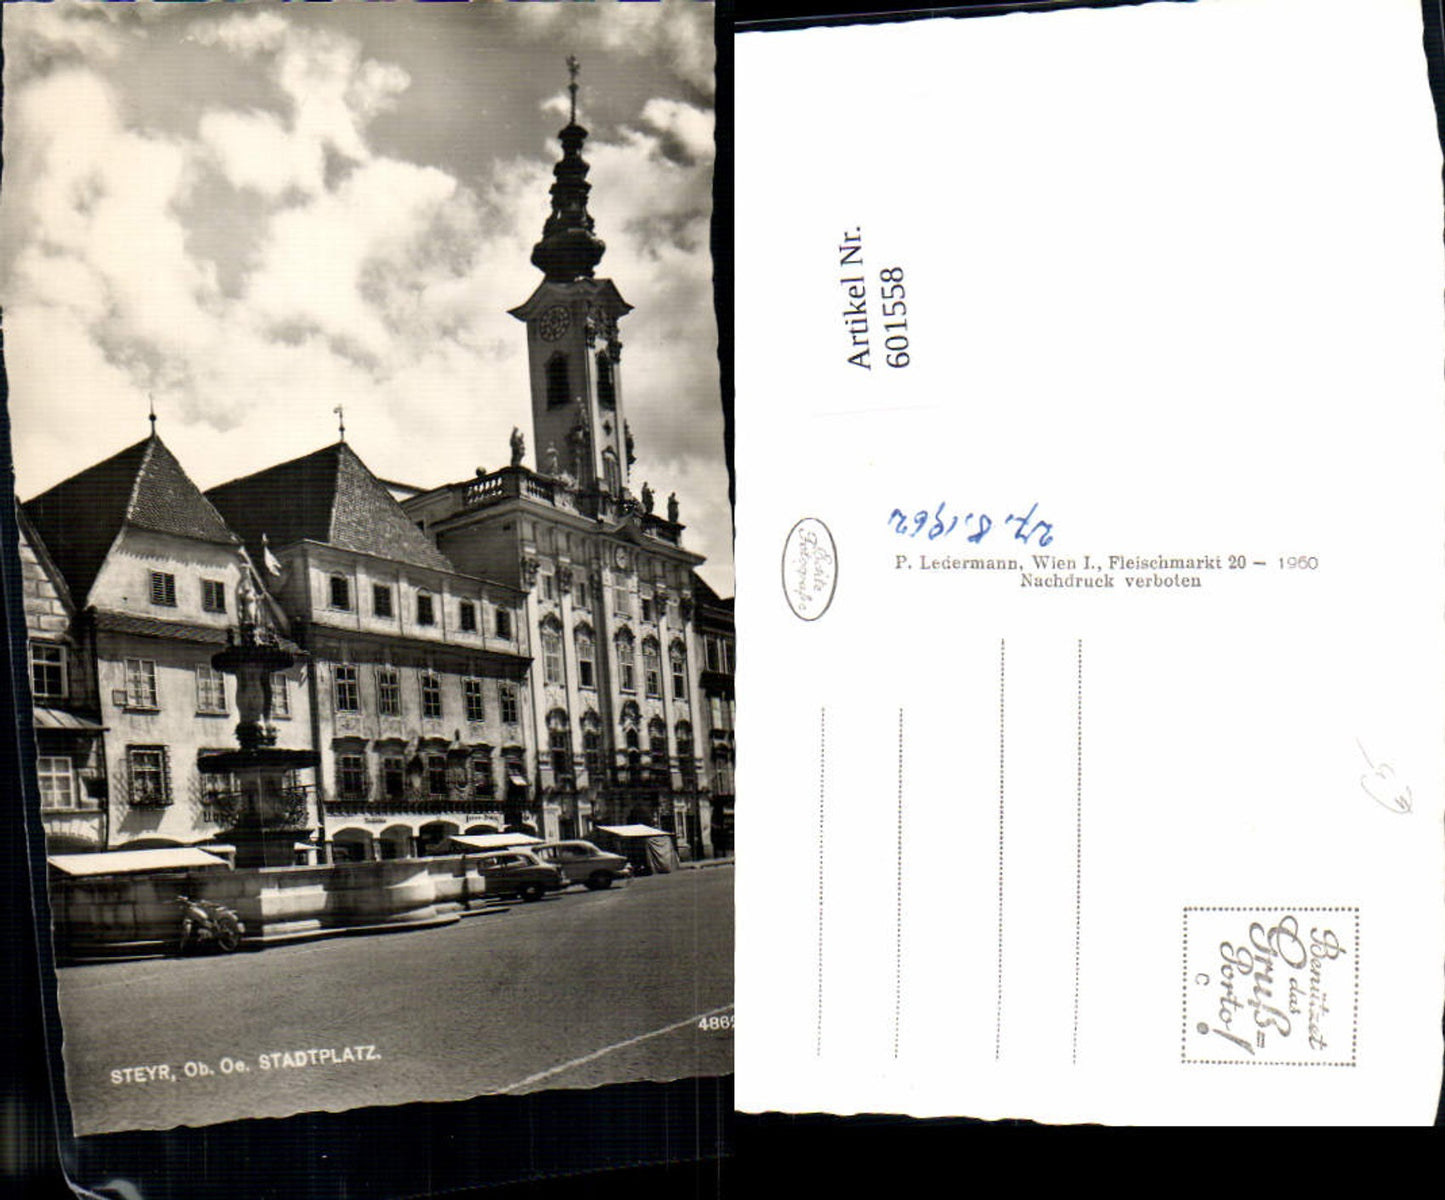 STEYR, Ob. Oe. STADTPLATZ.
4862
Artikel Nr.
601558
27.8.1962
Echte
Fotografie
P. Ledermann, Wien I., Fleischmarkt 20 — 1960
Nachdruck verboten
Benützet
das
Gruß=
Porto!
C e